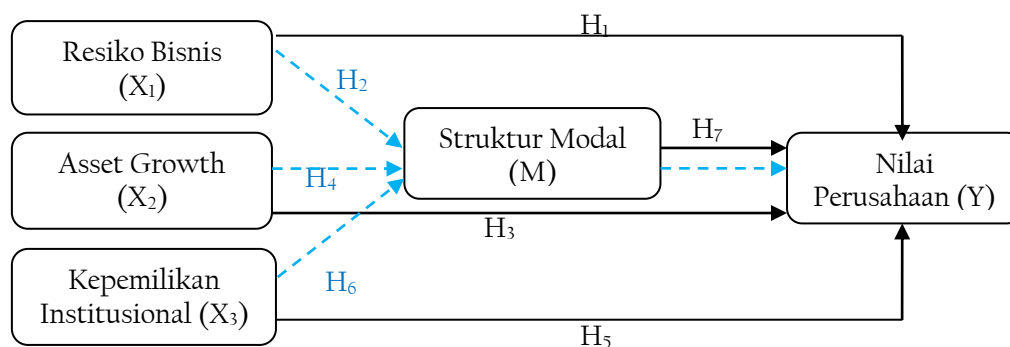 Resiko Bisnis
(X₁)
H₁
H₂
Struktur Modal
(M)
H₇
Asset Growth
(X₂)
H₄
Nilai
Perusahaan (Y)
H₃
Kepemilikan
Institusional (X₃)
H₆
H₅